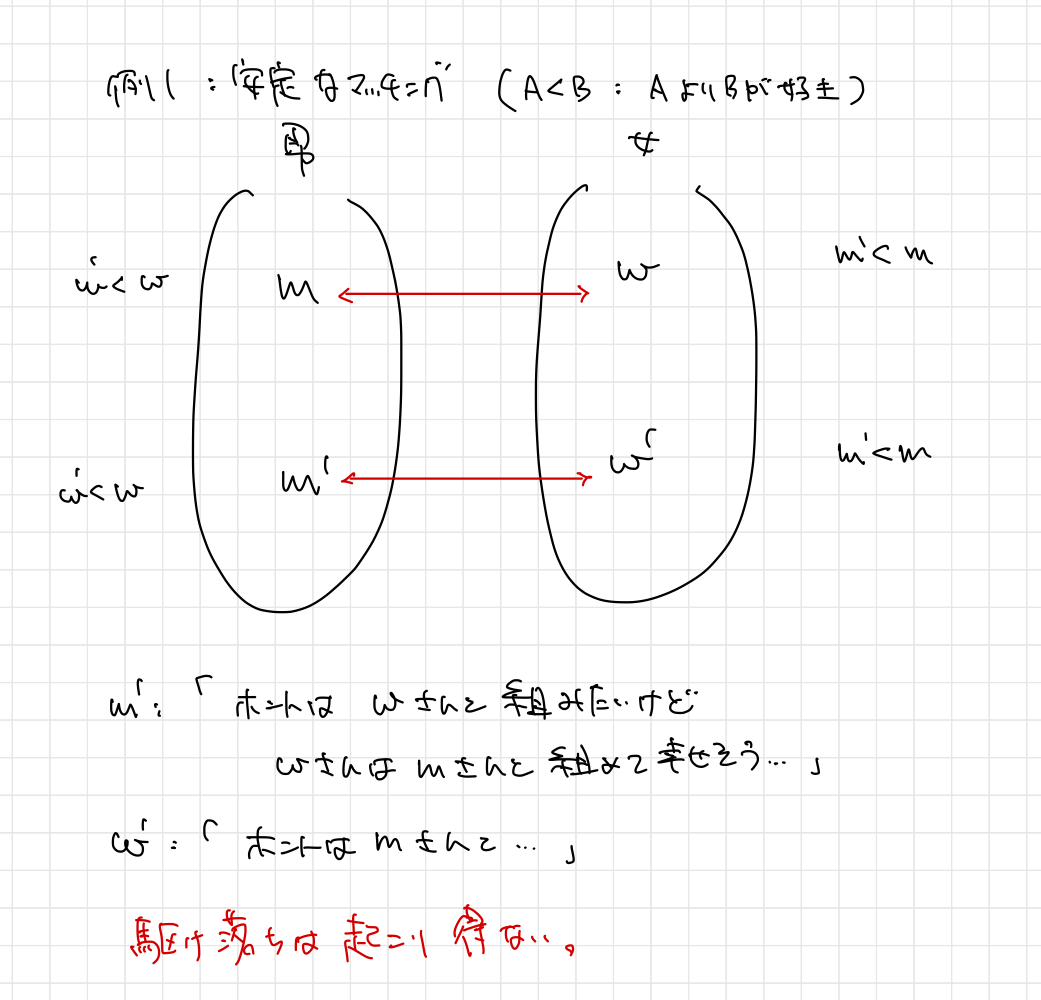 例1:"安定なマッチング" (A<B : AよりBが好き)
男 女
w'<w m w m'<m
w'<w m' w' m'<m
m':「ホントは wさんと 組みたいけど
wさんは mさんと 組めて 幸せそう…」
w':「ホントは mさんと…」
駆け落ちは 起こり得ない。